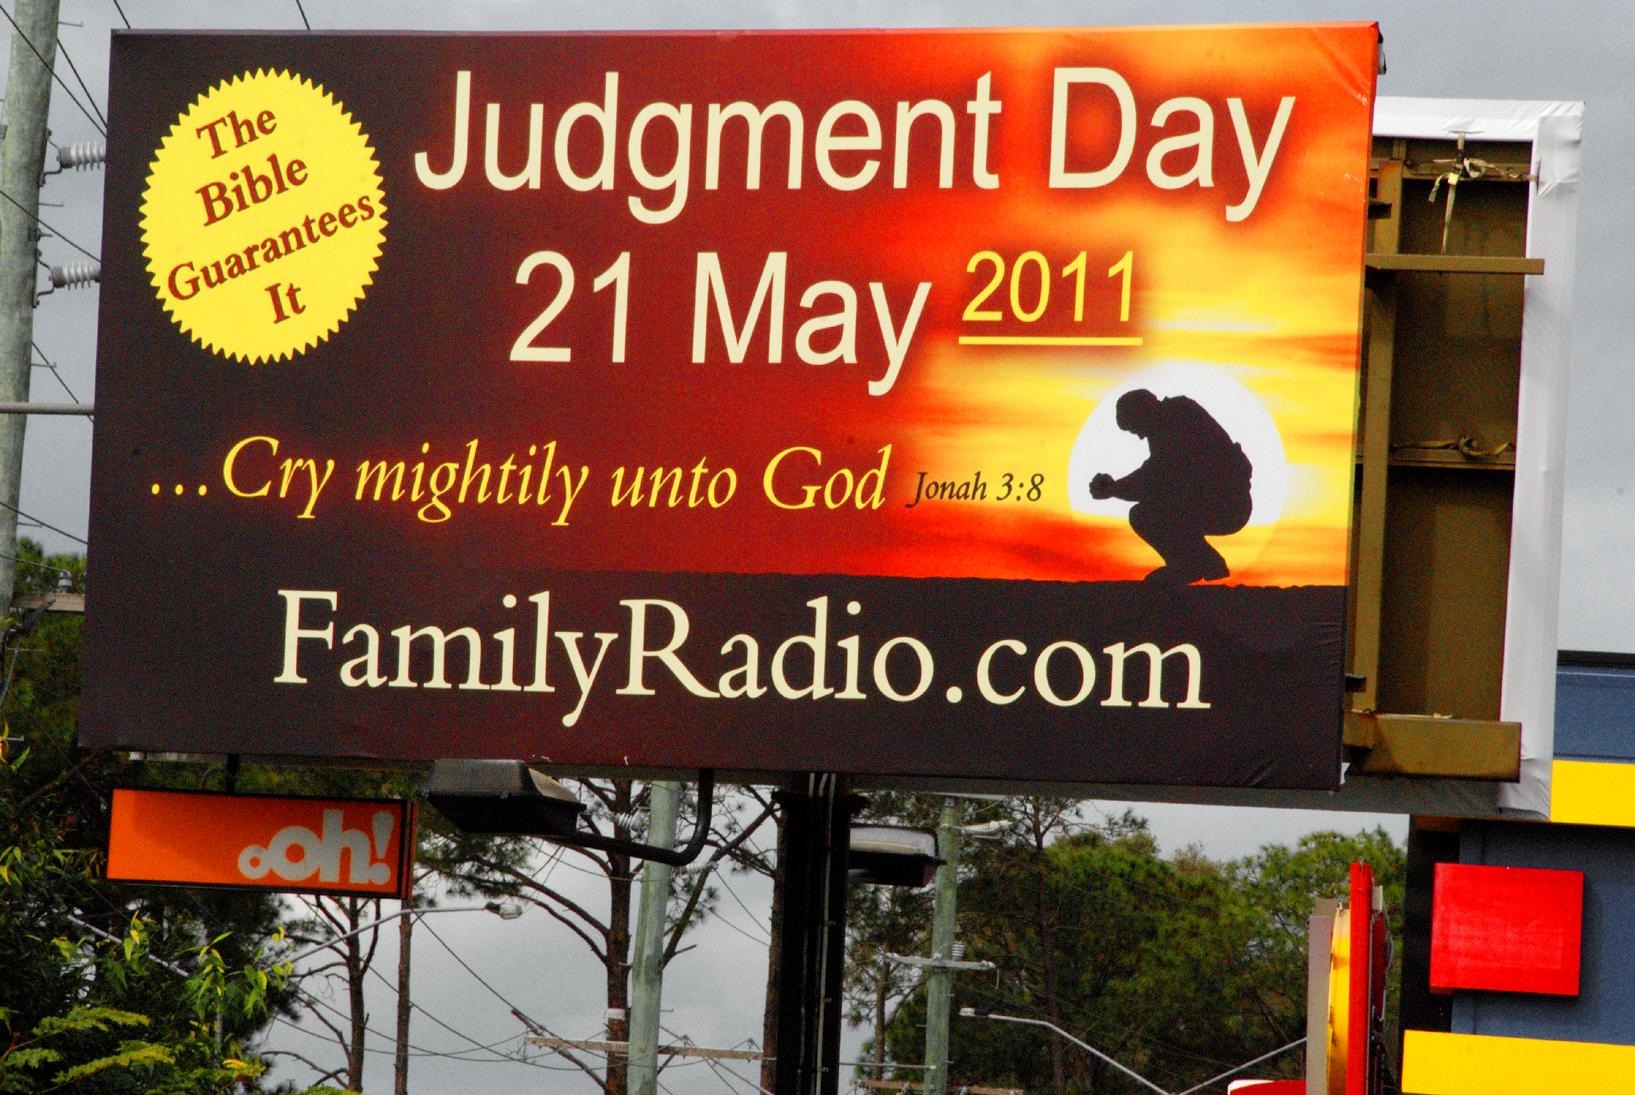 The
Bible
Guarantees
It
Judgment Day
21 May 2011
...Cry mightily unto God Jonah 3:8
FamilyRadio.com
ooh!